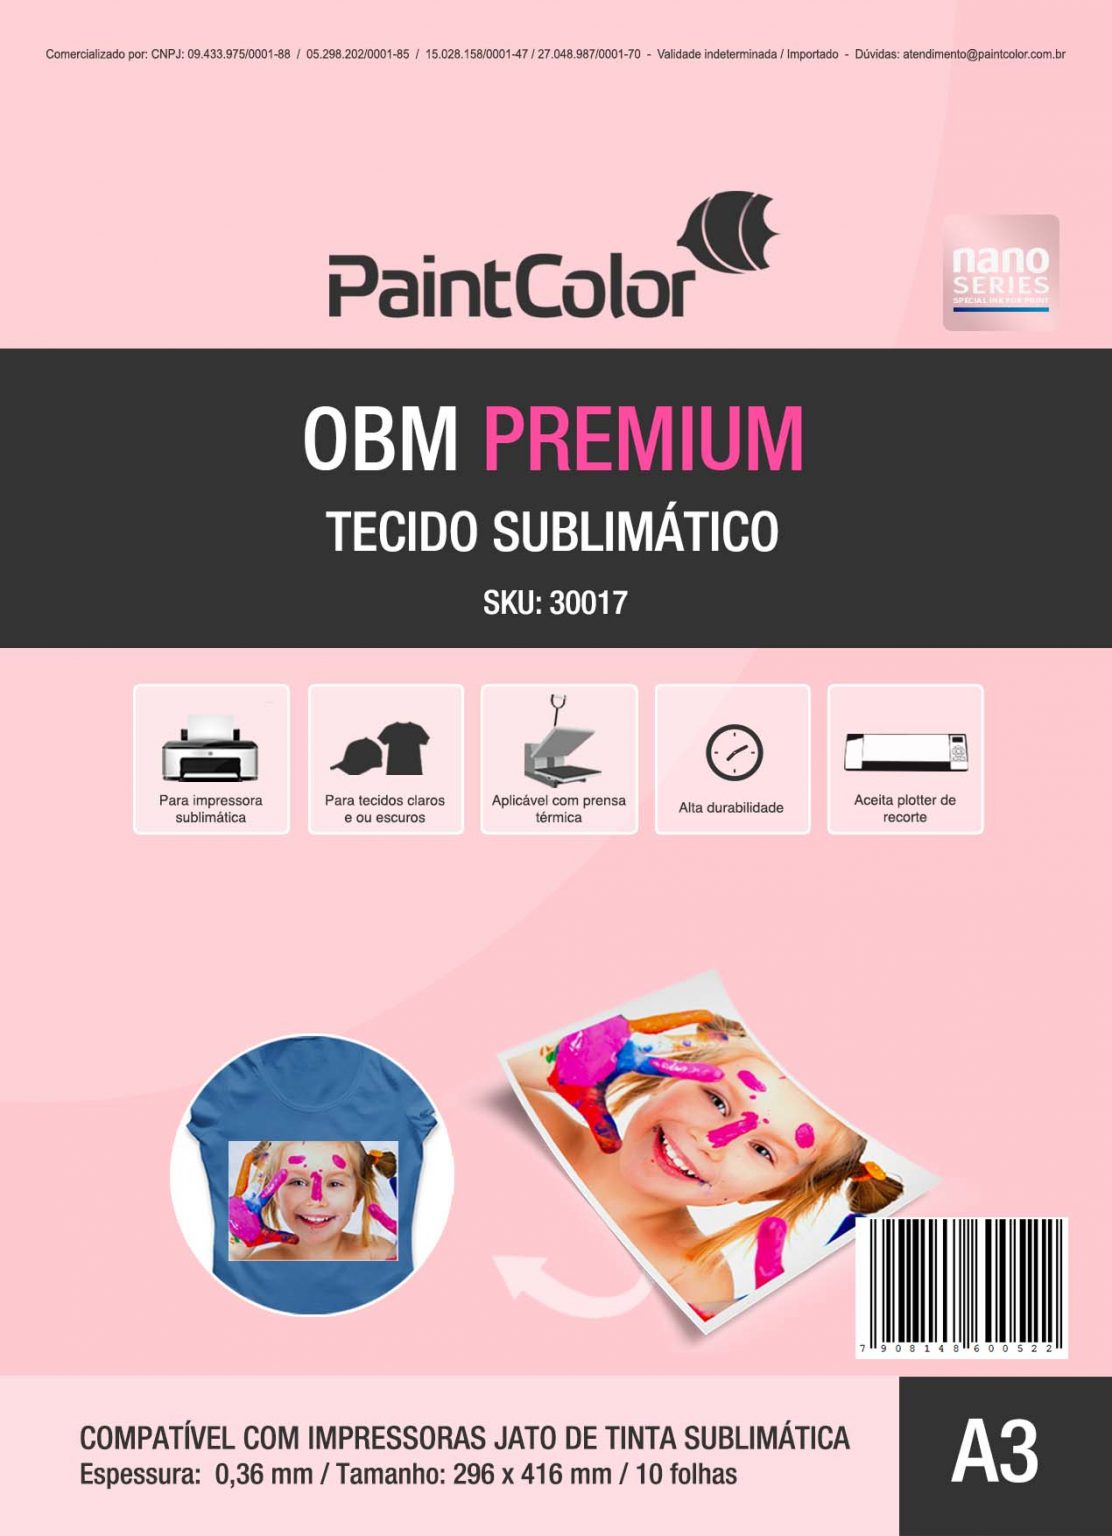 Comercializado por: CNPJ: 09.433.975/0001-88 / 05.298.202/0001-85 / 15.028.158/0001-47 / 27.048.987/0001-70 - Validade indeterminada / Importado - Dúvidas: atendimento@paintcolor.com.br
PaintColor
nano
SERIES
SPECIAL INK FOR PRINT
OBM PREMIUM
TECIDO SUBLIMÁTICO
SKU: 30017
Para impressora
sublimática
Para tecidos claros
e ou escuros
Aplicável com prensa
térmica
Alta durabilidade
Aceita plotter de
recorte
7908148600522
COMPATÍVEL COM IMPRESSORAS JATO DE TINTA SUBLIMÁTICA
Espessura: 0,36 mm / Tamanho: 296 x 416 mm / 10 folhas
A3